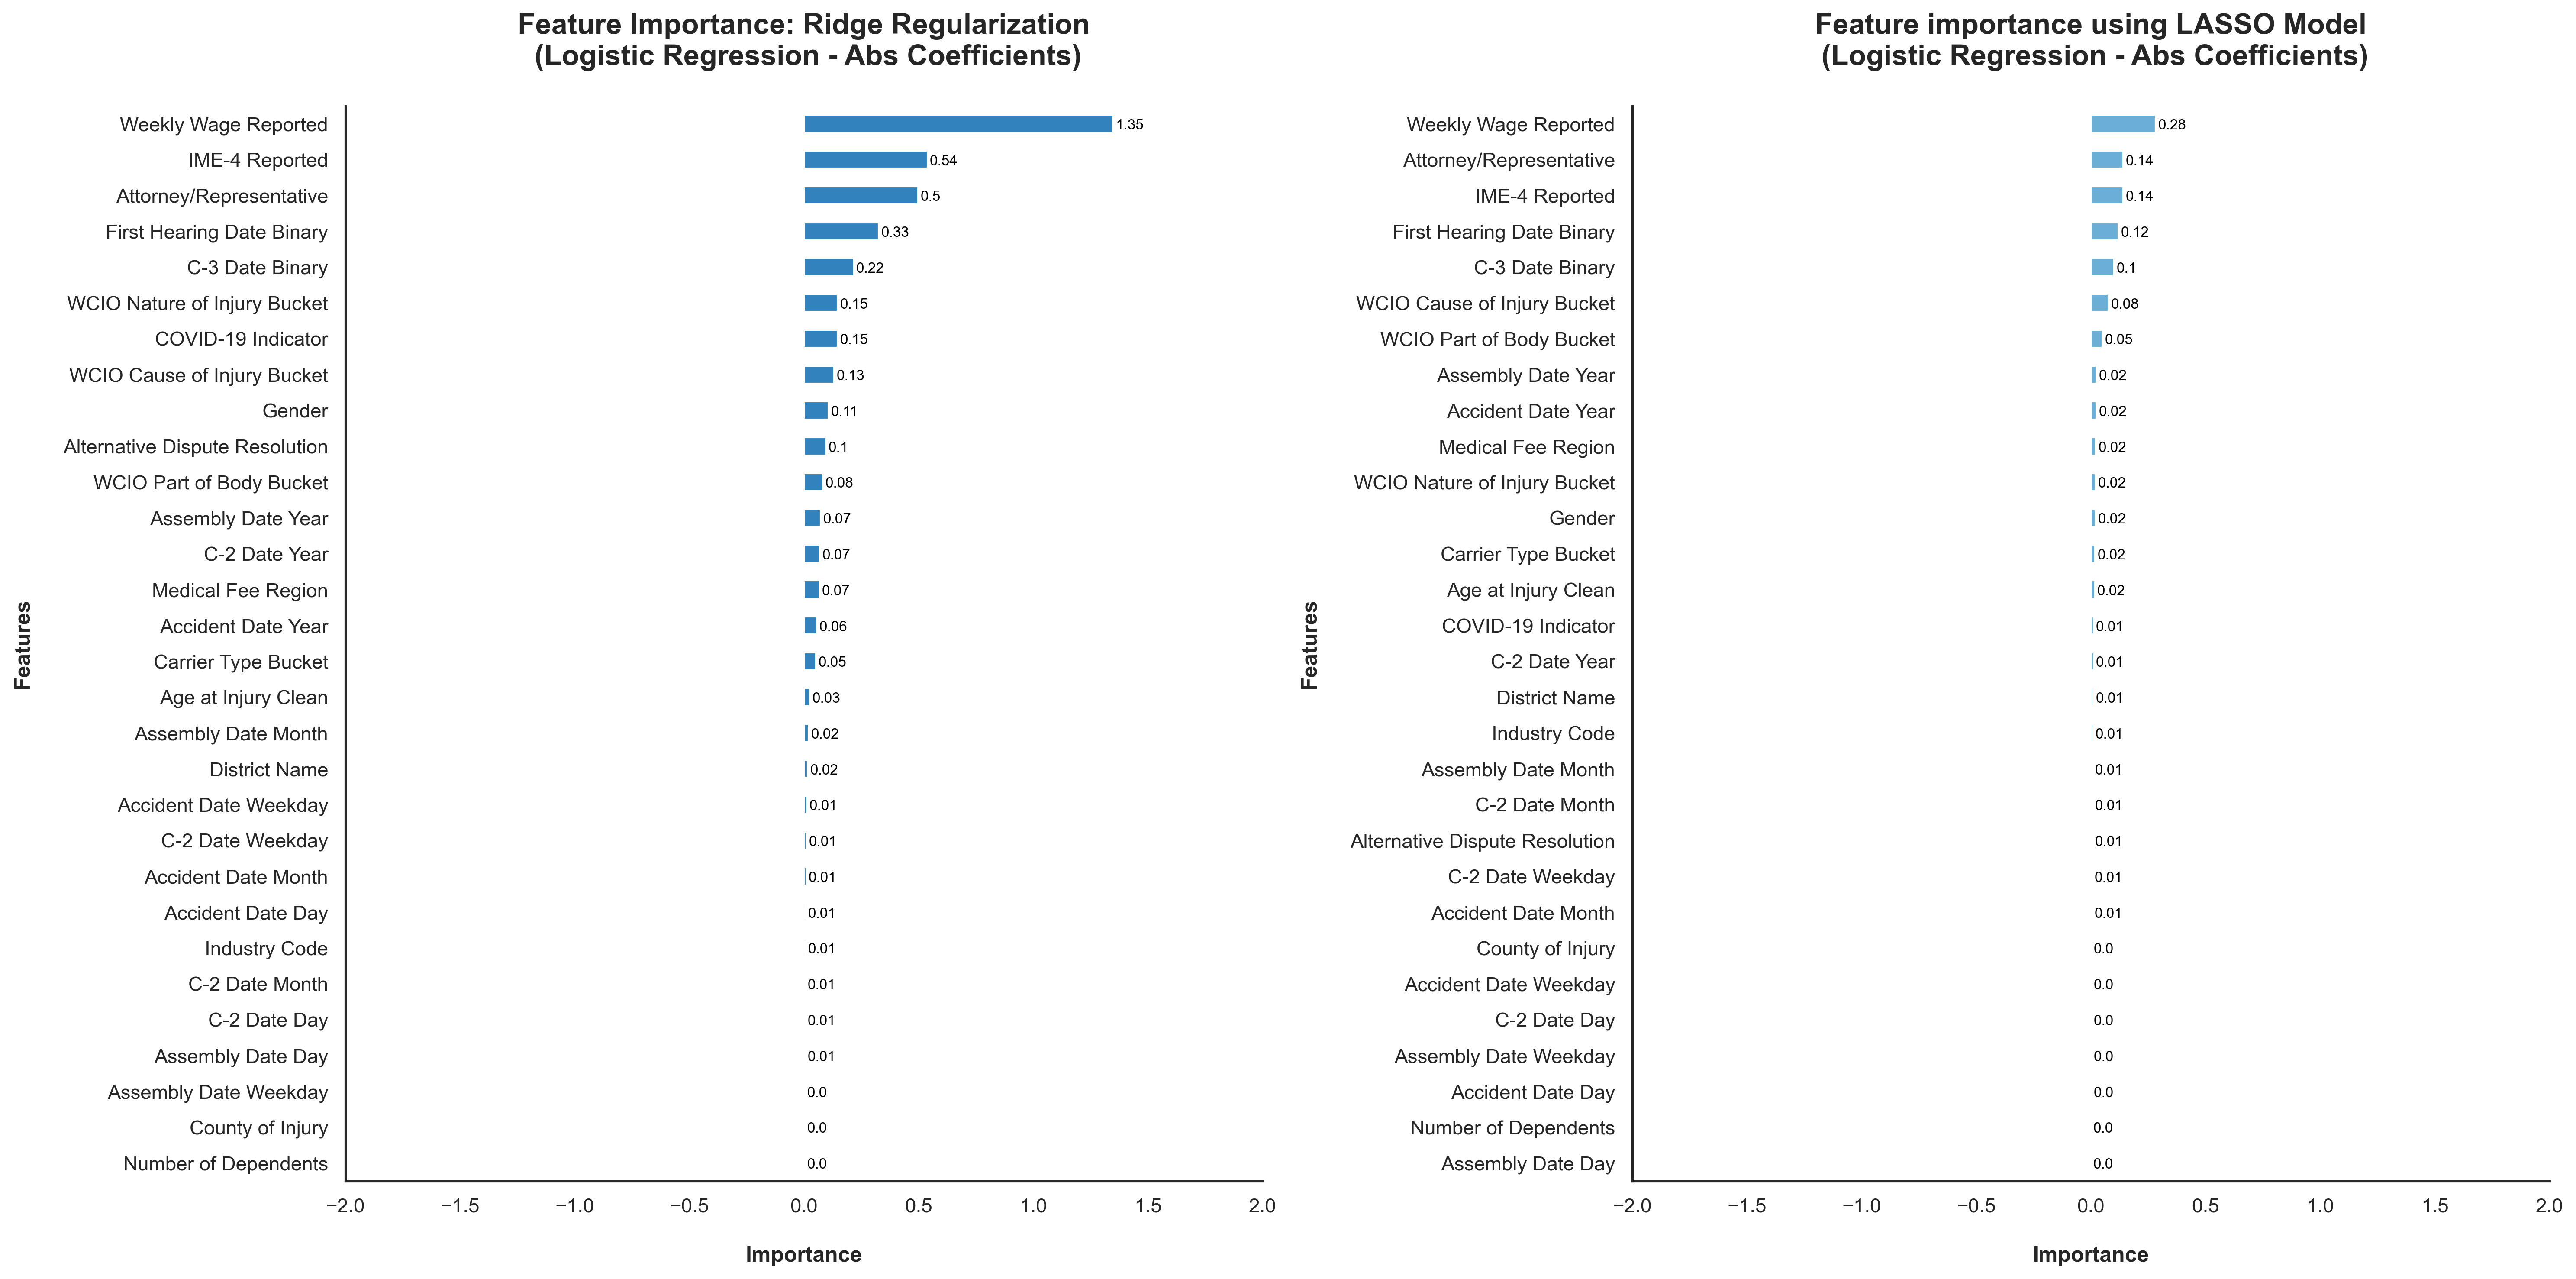 Feature Importance: Ridge Regularization
(Logistic Regression - Abs Coefficients)
Features
Weekly Wage Reported 1.35
IME-4 Reported 0.54
Attorney/Representative 0.5
First Hearing Date Binary 0.33
C-3 Date Binary 0.22
WCIO Nature of Injury Bucket 0.15
COVID-19 Indicator 0.15
WCIO Cause of Injury Bucket 0.13
Gender 0.11
Alternative Dispute Resolution 0.1
WCIO Part of Body Bucket 0.08
Assembly Date Year 0.07
C-2 Date Year 0.07
Medical Fee Region 0.07
Accident Date Year 0.06
Carrier Type Bucket 0.05
Age at Injury Clean 0.03
Assembly Date Month 0.02
District Name 0.02
Accident Date Weekday 0.01
C-2 Date Weekday 0.01
Accident Date Month 0.01
Accident Date Day 0.01
Industry Code 0.01
C-2 Date Month 0.01
C-2 Date Day 0.01
Assembly Date Day 0.01
Assembly Date Weekday 0.0
County of Injury 0.0
Number of Dependents 0.0
−2.0 −1.5 −1.0 −0.5 0.0 0.5 1.0 1.5 2.0
Importance
Feature importance using LASSO Model
(Logistic Regression - Abs Coefficients)
Features
Weekly Wage Reported 0.28
Attorney/Representative 0.14
IME-4 Reported 0.14
First Hearing Date Binary 0.12
C-3 Date Binary 0.1
WCIO Cause of Injury Bucket 0.08
WCIO Part of Body Bucket 0.05
Assembly Date Year 0.02
Accident Date Year 0.02
Medical Fee Region 0.02
WCIO Nature of Injury Bucket 0.02
Gender 0.02
Carrier Type Bucket 0.02
Age at Injury Clean 0.02
COVID-19 Indicator 0.01
C-2 Date Year 0.01
District Name 0.01
Industry Code 0.01
Assembly Date Month 0.01
C-2 Date Month 0.01
Alternative Dispute Resolution 0.01
C-2 Date Weekday 0.01
Accident Date Month 0.01
County of Injury 0.0
Accident Date Weekday 0.0
C-2 Date Day 0.0
Assembly Date Weekday 0.0
Accident Date Day 0.0
Number of Dependents 0.0
Assembly Date Day 0.0
−2.0 −1.5 −1.0 −0.5 0.0 0.5 1.0 1.5 2.0
Importance